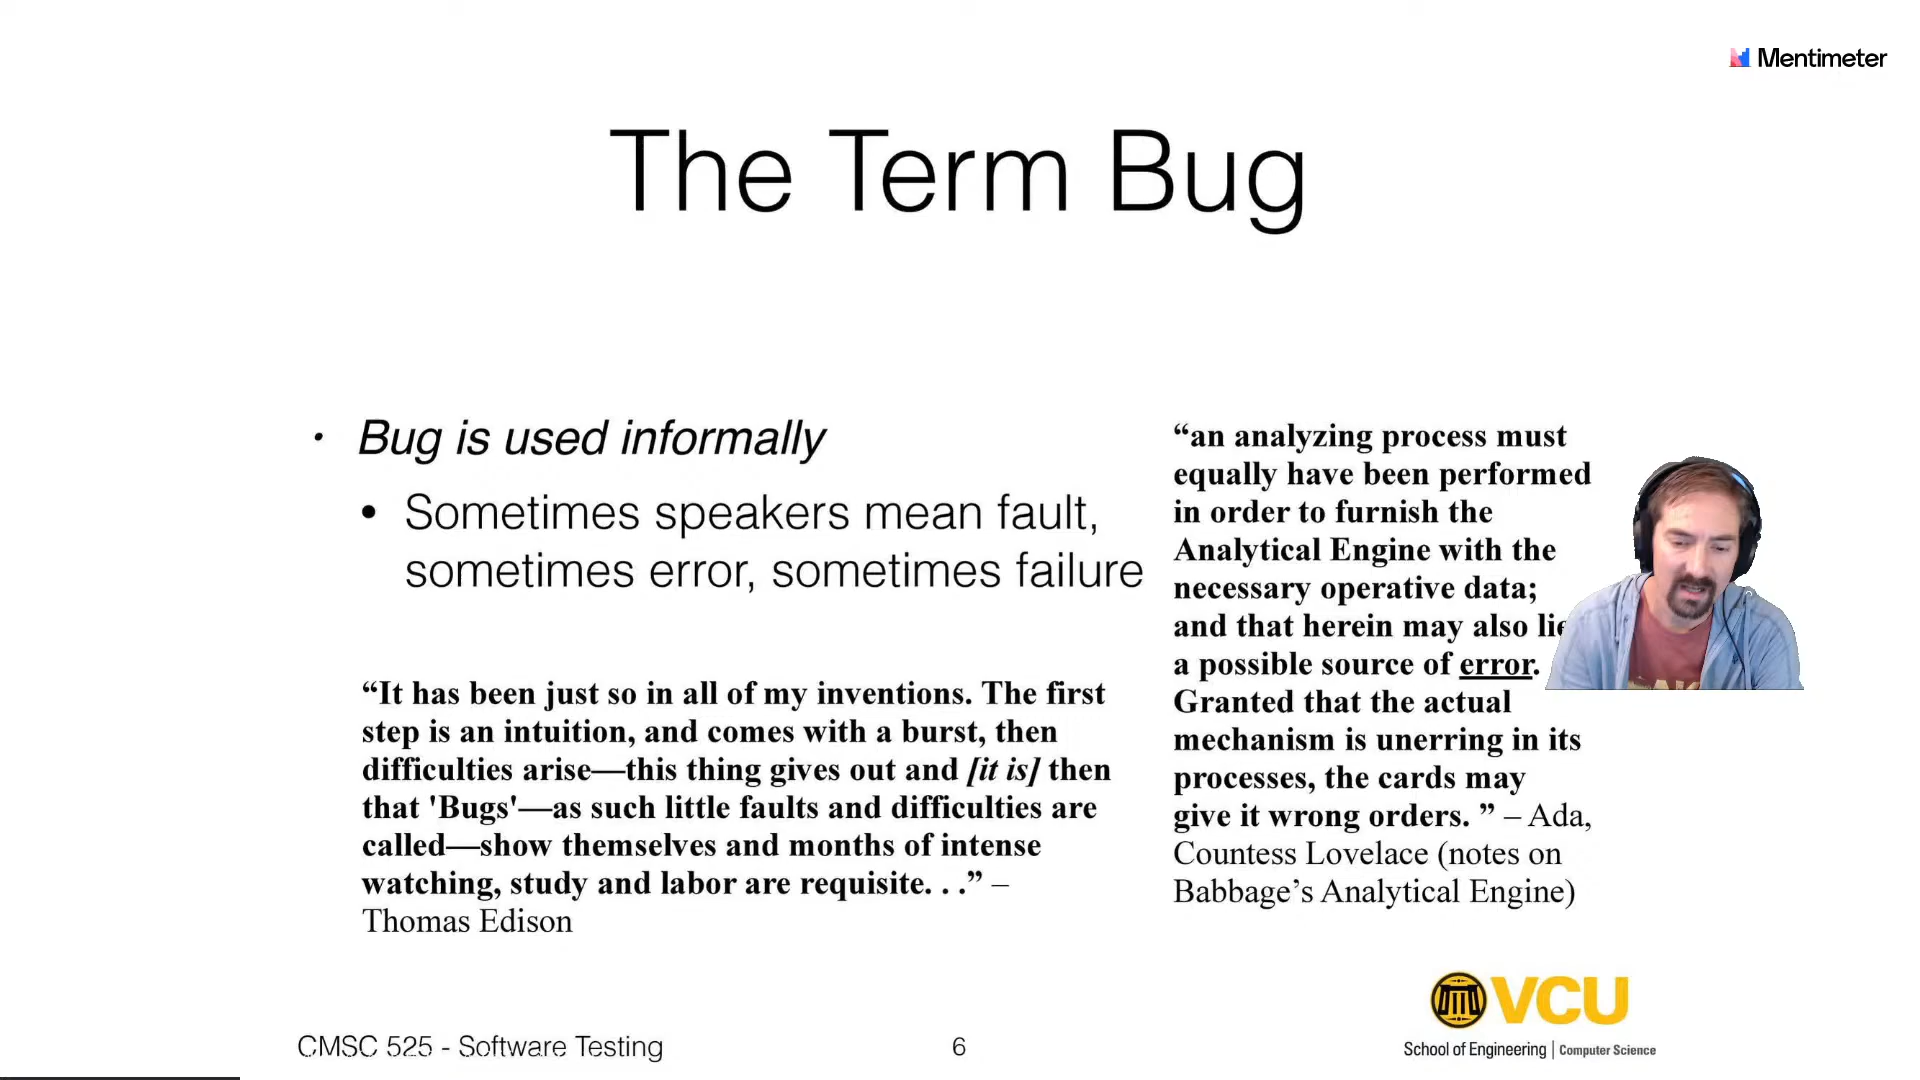 Mentimeter
The Term Bug
• Bug is used informally
• Sometimes speakers mean fault,
sometimes error, sometimes failure
“It has been just so in all of my inventions. The first
step is an intuition, and comes with a burst, then
difficulties arise—this thing gives out and [it is] then
that 'Bugs'—as such little faults and difficulties are
called—show themselves and months of intense
watching, study and labor are requisite. . .” –
Thomas Edison
“an analyzing process must
equally have been performed
in order to furnish the
Analytical Engine with the
necessary operative data;
and that herein may also lie
a possible source of error.
Granted that the actual
mechanism is unerring in its
processes, the cards may
give it wrong orders. ” – Ada,
Countess Lovelace (notes on
Babbage’s Analytical Engine)
VCU
School of Engineering | Computer Science
CMSC 525 - Software Testing
6